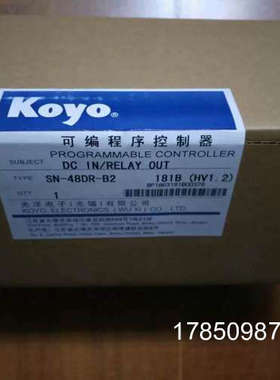 Koyo
可编程序控制器
PROGRAMMABLE CONTROLLER
DC IN/RELAY OUT
TYPE SN-48DR-B2 181B (HV1.2)
QTY 1
光洋电子(无锡)有限公司
KOYO ELECTRONICS (WUXI) CO., LTD.
17850987